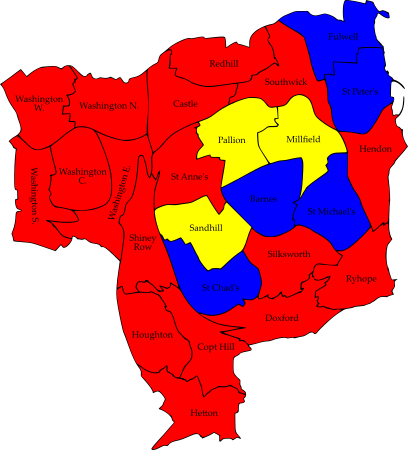 Fulwell
Redhill
Southwick
St Peter's
Washington
W.
Washington N.
Castle
Pallion
Millfield
Hendon
Washington
C.
Washington E.
St Anne's
Barnes
St Michael's
Washington S.
Sandhill
Shiney
Row
Silksworth
Ryhope
St Chad's
Doxford
Houghton
Copt Hill
Hetton